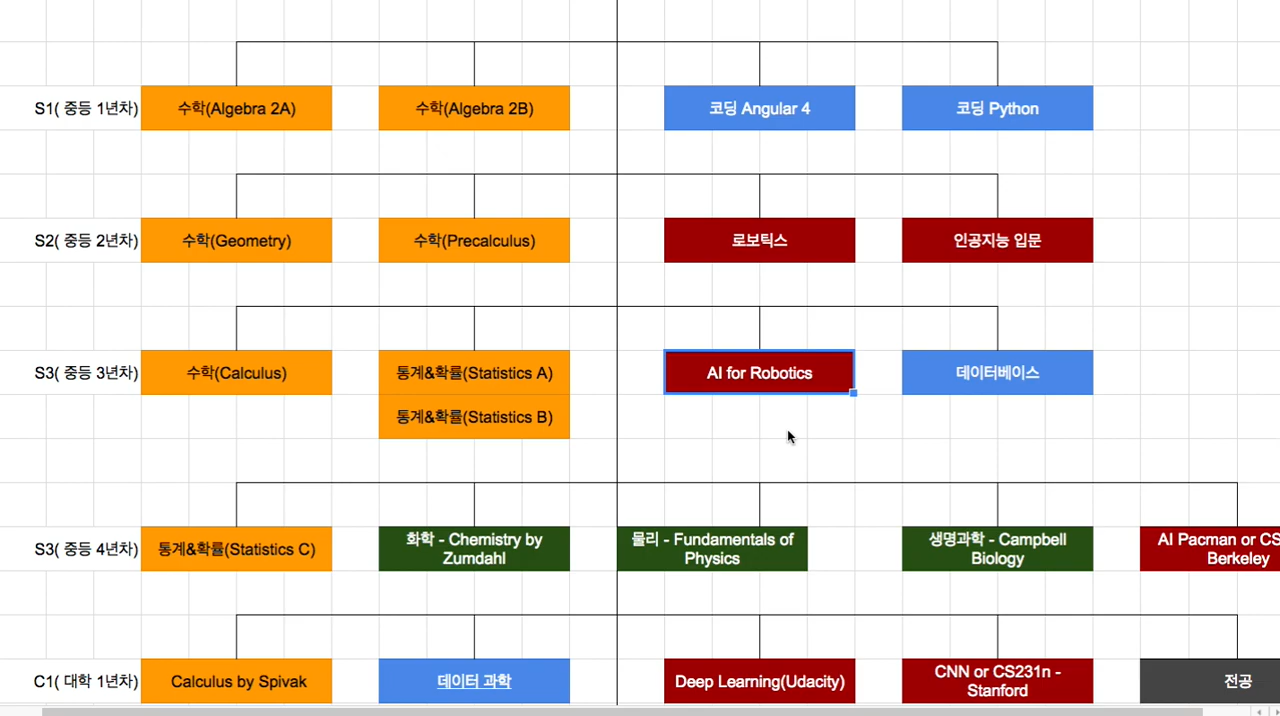 S1( 중등 1년차)
수학(Algebra 2A)
수학(Algebra 2B)
코딩 Angular 4
코딩 Python
S2( 중등 2년차)
수학(Geometry)
수학(Precalculus)
로보틱스
인공지능 입문
S3( 중등 3년차)
수학(Calculus)
통계&확률(Statistics A)
AI for Robotics
데이터베이스
통계&확률(Statistics B)
S3( 중등 4년차)
통계&확률(Statistics C)
화학 - Chemistry by
Zumdahl
물리 - Fundamentals of
Physics
생명과학 - Campbell
Biology
AI Pacman or CS
Berkeley
C1( 대학 1년차)
Calculus by Spivak
데이터 과학
Deep Learning(Udacity)
CNN or CS231n -
Stanford
전공